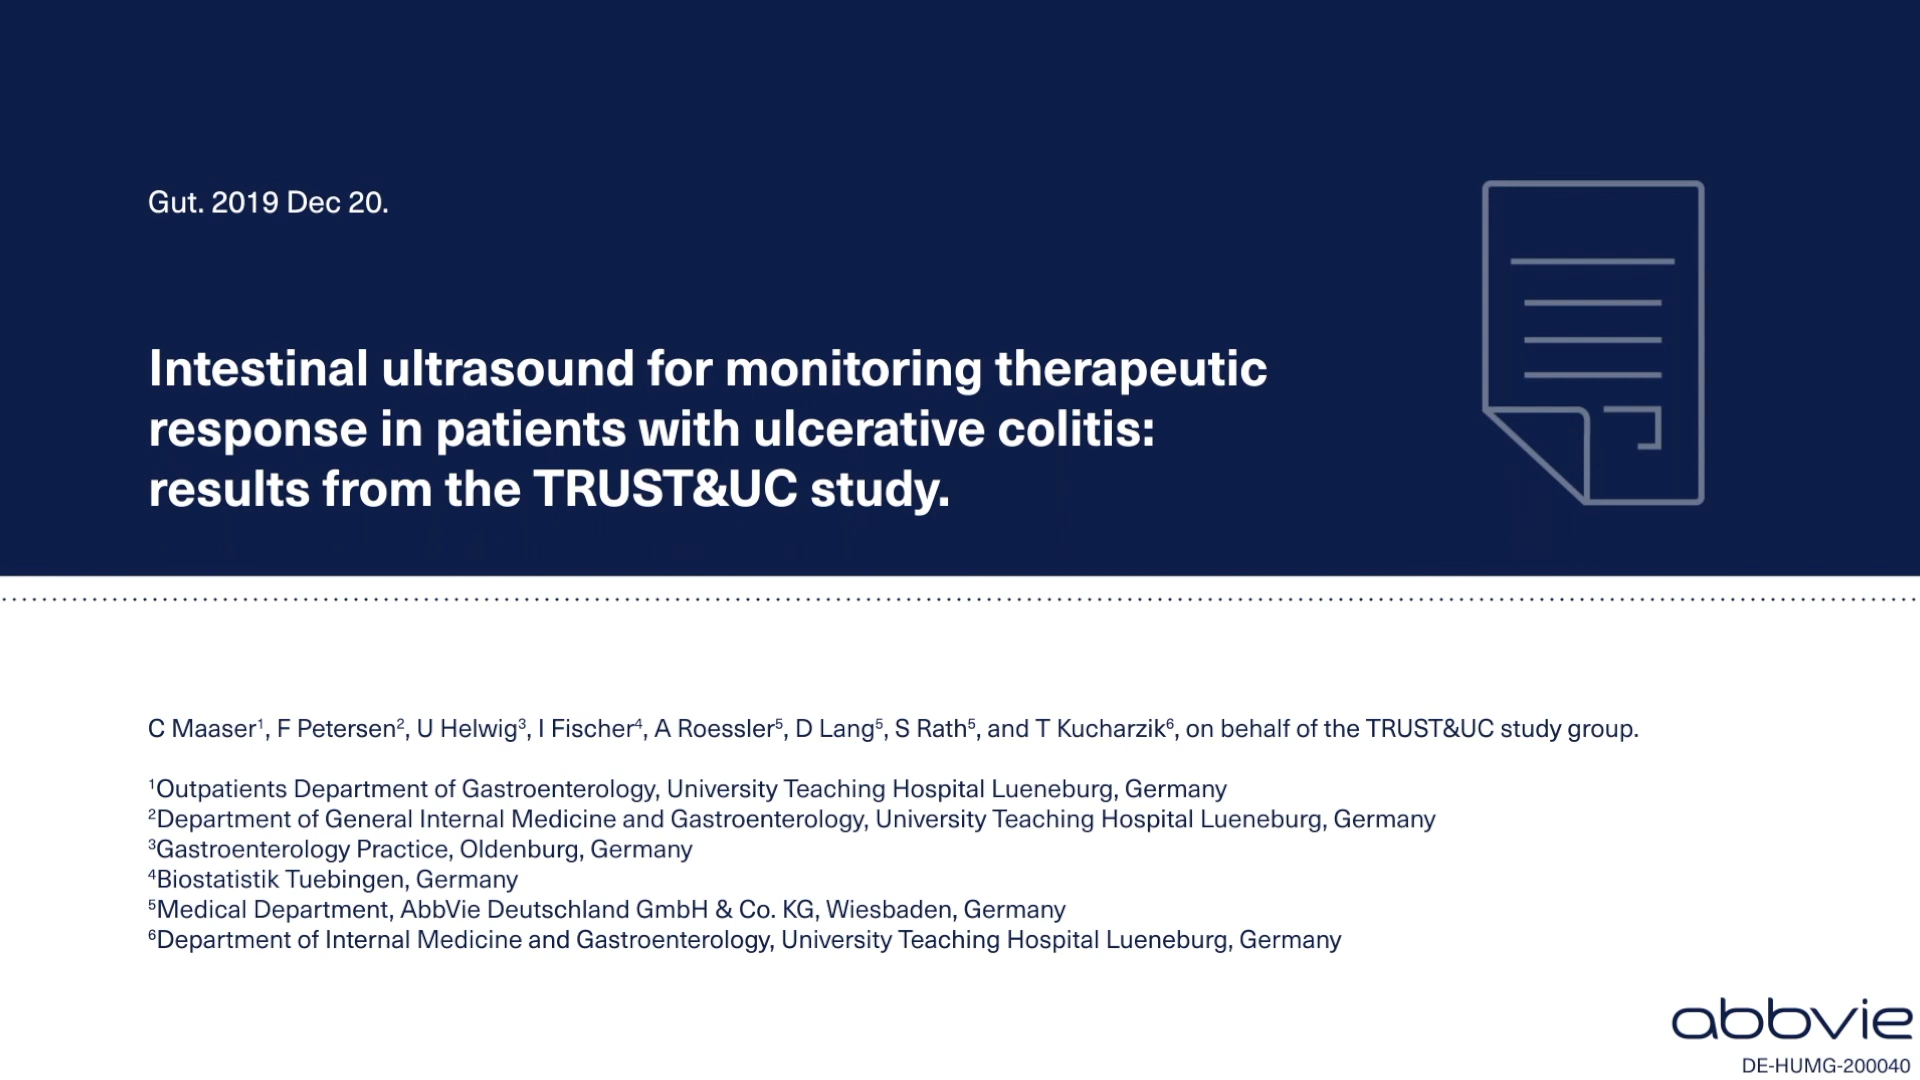 Gut. 2019 Dec 20.
Intestinal ultrasound for monitoring therapeutic
response in patients with ulcerative colitis:
results from the TRUST&UC study.
C Maaser¹, F Petersen², U Helwig³, I Fischer⁴, A Roessler⁵, D Lang⁵, S Rath⁵, and T Kucharzik⁶, on behalf of the TRUST&UC study group.
¹Outpatients Department of Gastroenterology, University Teaching Hospital Lueneburg, Germany
²Department of General Internal Medicine and Gastroenterology, University Teaching Hospital Lueneburg, Germany
³Gastroenterology Practice, Oldenburg, Germany
⁴Biostatistik Tuebingen, Germany
⁵Medical Department, AbbVie Deutschland GmbH & Co. KG, Wiesbaden, Germany
⁶Department of Internal Medicine and Gastroenterology, University Teaching Hospital Lueneburg, Germany
abbvie
DE-HUMG-200040